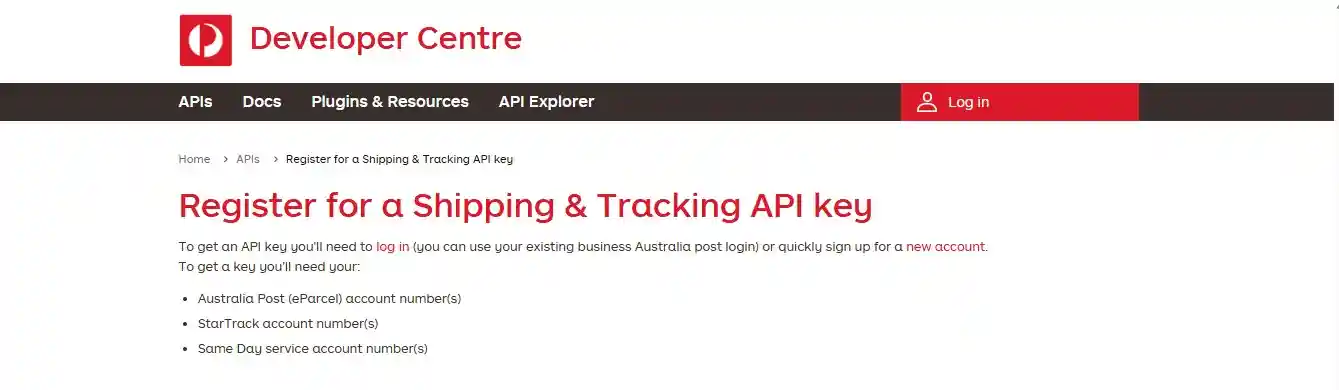 Developer Centre
APIs Docs Plugins & Resources API Explorer Log in
Home > APIs > Register for a Shipping & Tracking API key
Register for a Shipping & Tracking API key
To get an API key you'll need to log in (you can use your existing business Australia post login) or quickly sign up for a new account.
To get a key you'll need your:
• Australia Post (eParcel) account number(s)
• StarTrack account number(s)
• Same Day service account number(s)